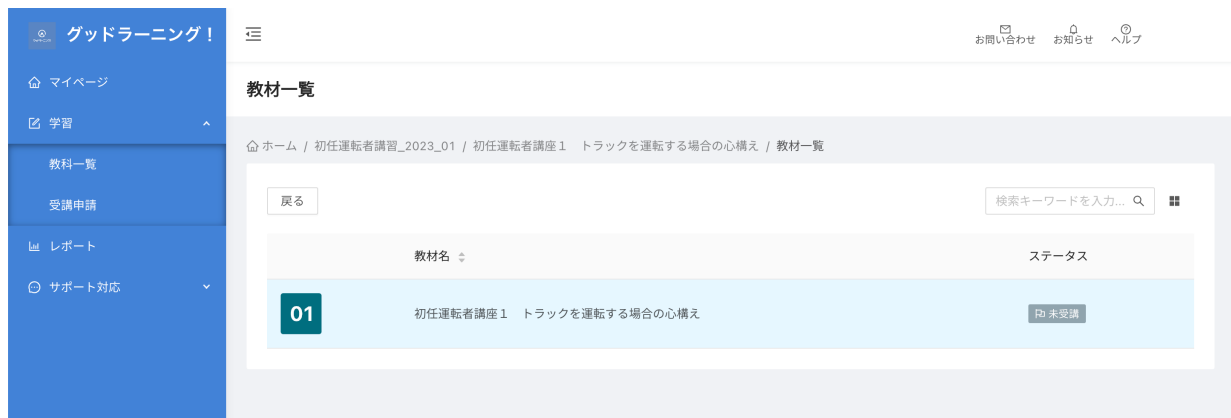 グッドラーニング！
お問い合わせ お知らせ ヘルプ
マイページ
教材一覧
学習
ホーム / 初任運転者講習_2023_01 / 初任運転者講座１　トラックを運転する場合の心構え / 教材一覧
教科一覧
受講申請
戻る
検索キーワードを入力...
レポート
サポート対応
教材名 ステータス
01 初任運転者講座１　トラックを運転する場合の心構え 未受講